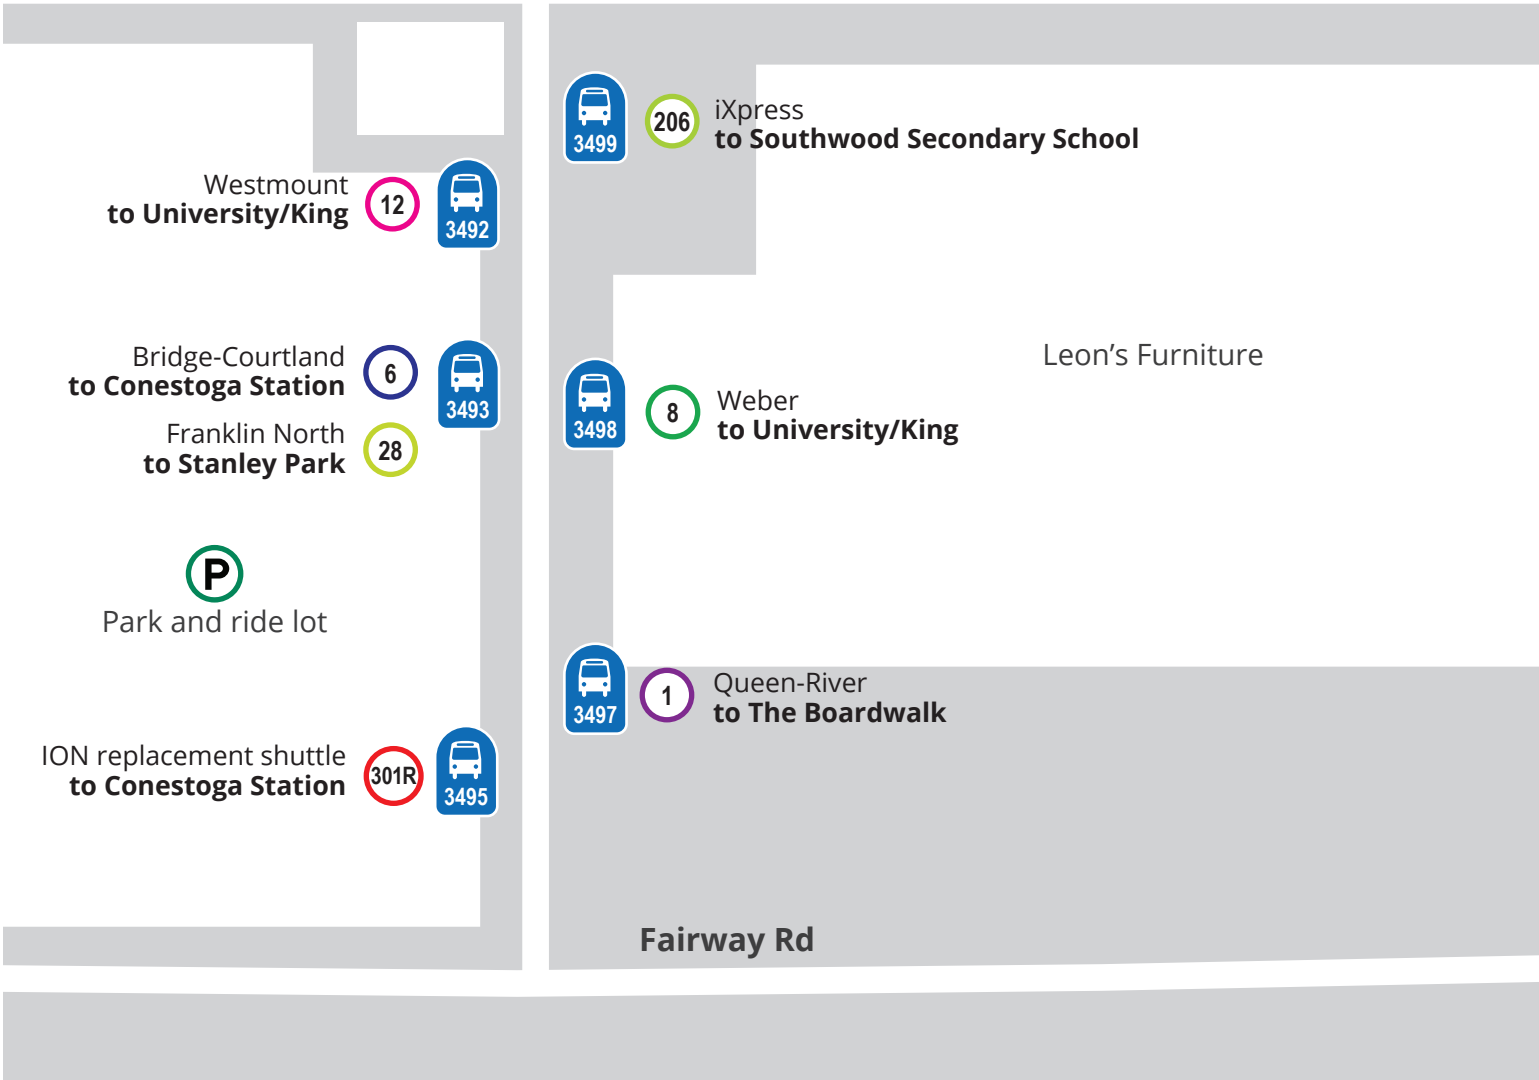 3499
206
iXpress
to Southwood Secondary School
Westmount
to University/King
12
3492
Bridge-Courtland
to Conestoga Station
6
3493
Franklin North
to Stanley Park
28
Leon's Furniture
3498
8
Weber
to University/King
P
Park and ride lot
3497
1
Queen-River
to The Boardwalk
ION replacement shuttle
to Conestoga Station
301R
3495
Fairway Rd